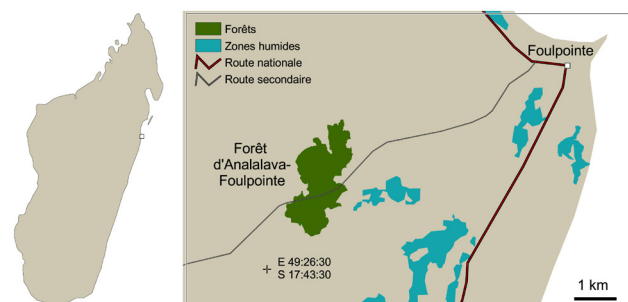 Forêts
Zones humides
Route nationale
Route secondaire
Foulpointe
Forêt
d'Analalava-
Foulpointe
E 49:26:30
S 17:43:30
1 km